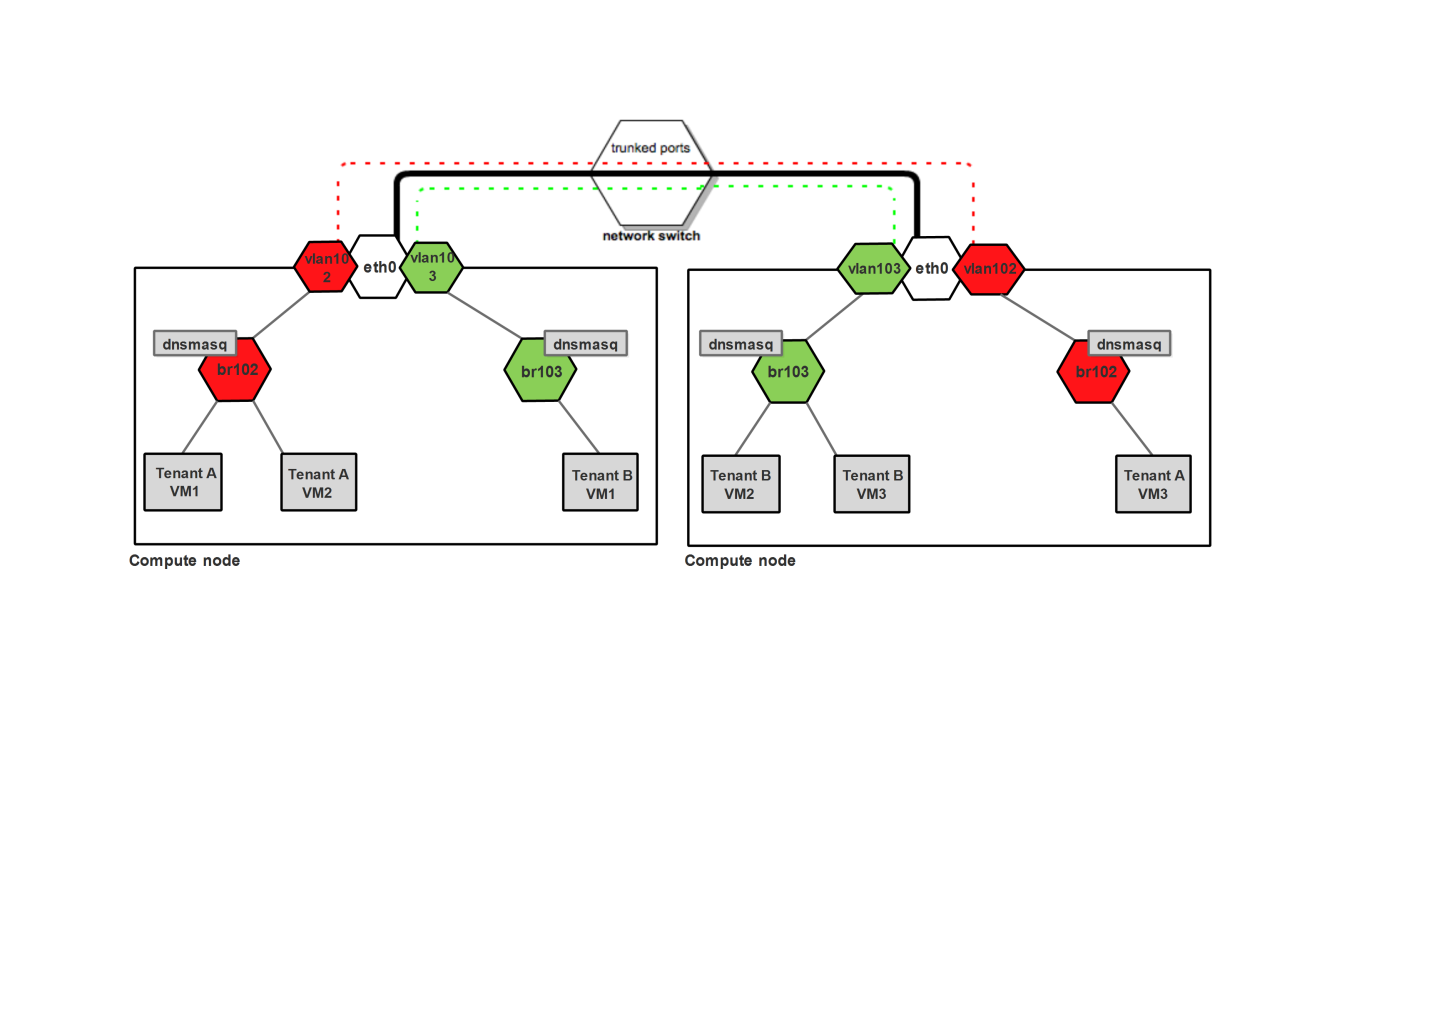 trunked ports
network switch
vlan10
2
eth0
vlan10
3
vlan103
eth0
vlan102
dnsmasq
br102
dnsmasq
br103
dnsmasq
br103
dnsmasq
br102
Tenant A
VM1
Tenant A
VM2
Tenant B
VM1
Tenant B
VM2
Tenant B
VM3
Tenant A
VM3
Compute node
Compute node